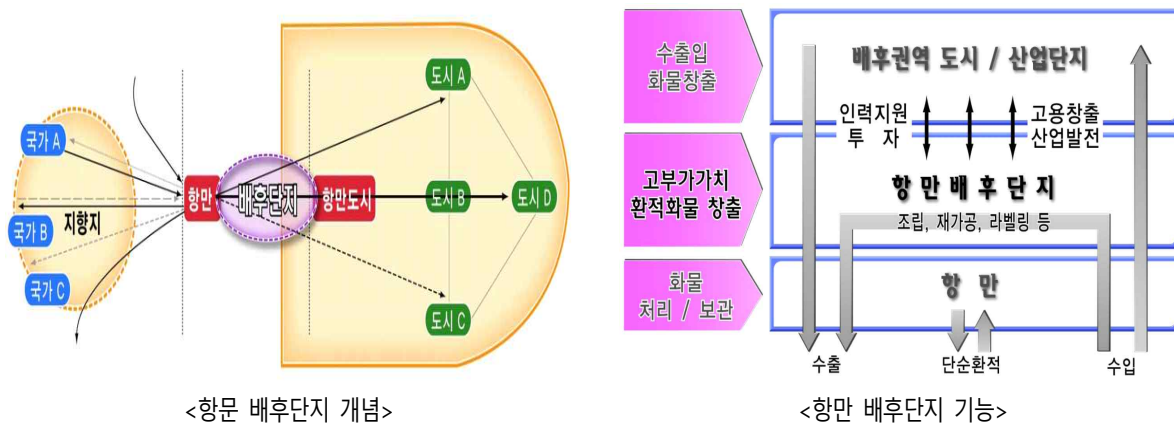 국가 A
지향지
국가 B
국가 C
항만
배후단지
항만도시
도시 A
도시 B
도시 D
도시 C
<항문 배후단지 개념>
수출입
화물창출
고부가가치
환적화물 창출
화물
처리 / 보관
배후권역 도시 / 산업단지
인력지원
투 자
고용창출
산업발전
항만배후단지
조립, 재가공, 라벨링 등
항 만
수출
단순환적
수입
<항만 배후단지 기능>